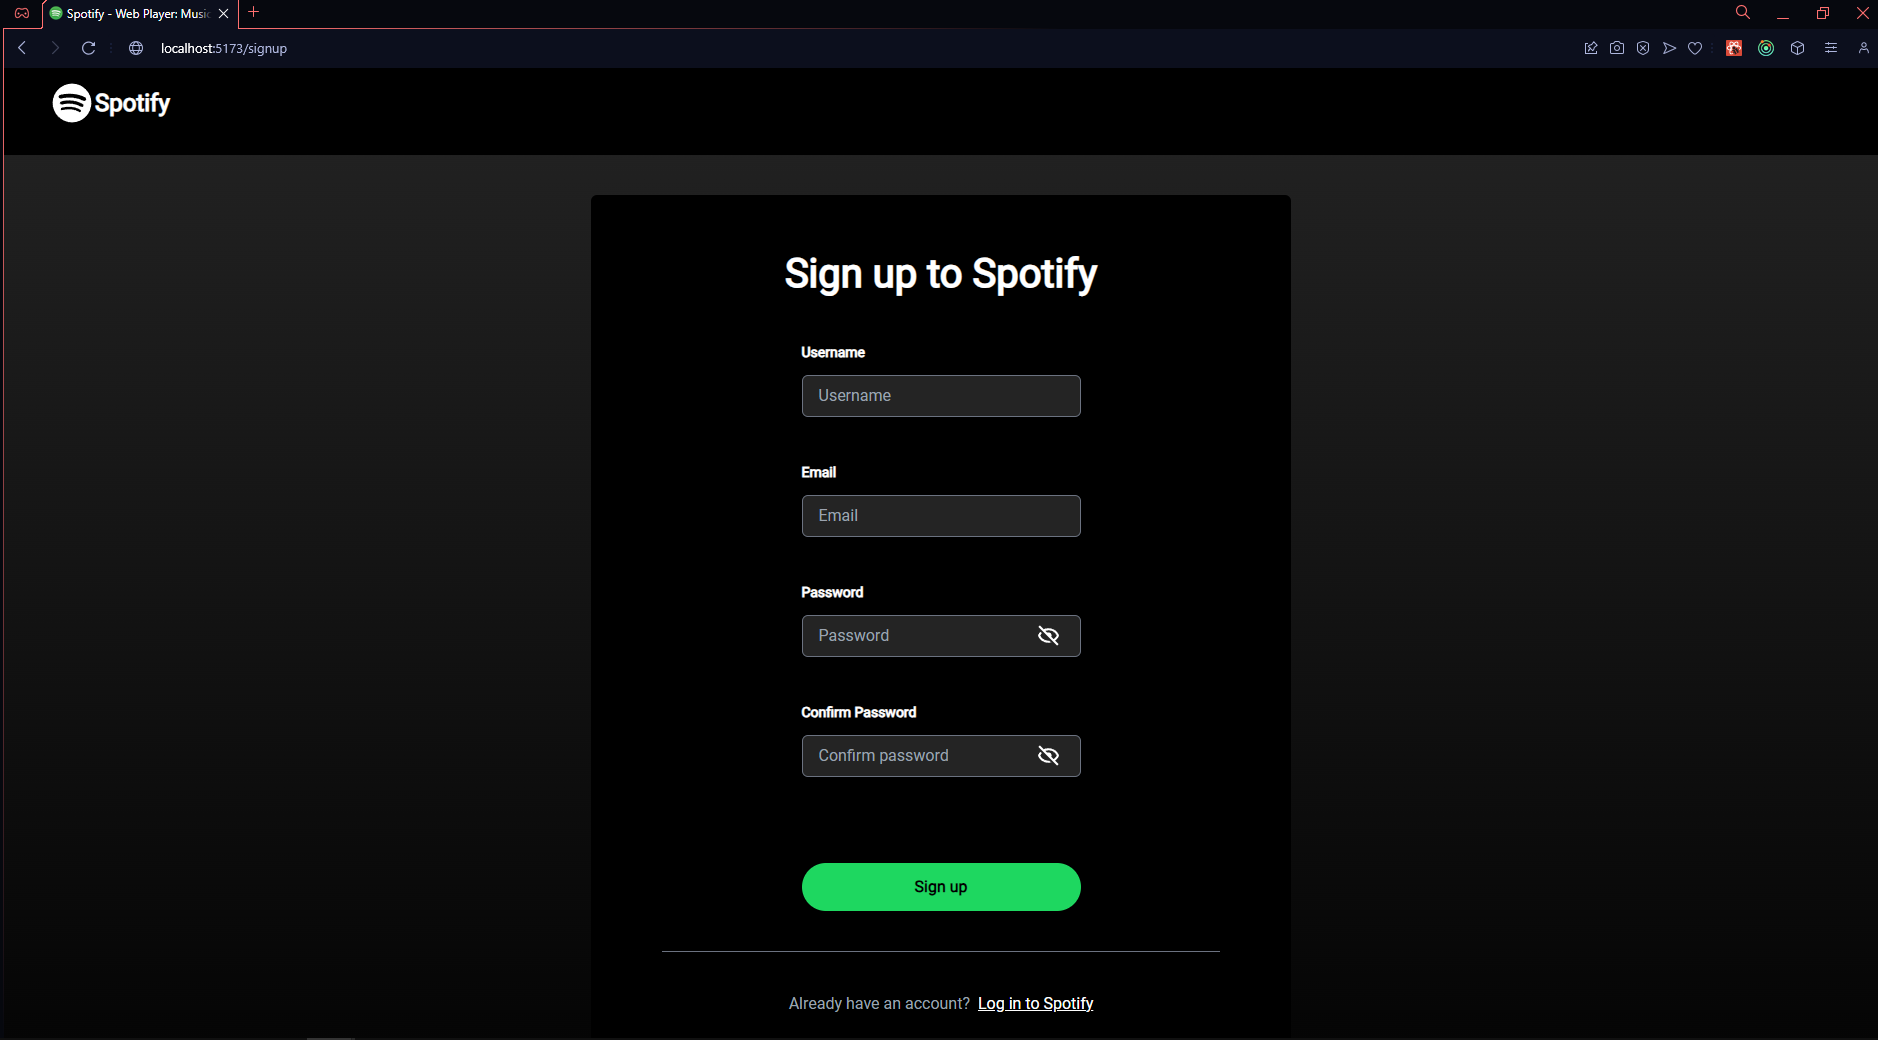 Spotify - Web Player: Music
localhost:5173/signup
Spotify
Sign up to Spotify
Username
Username
Email
Email
Password
Password
Confirm Password
Confirm password
Sign up
Already have an account? Log in to Spotify